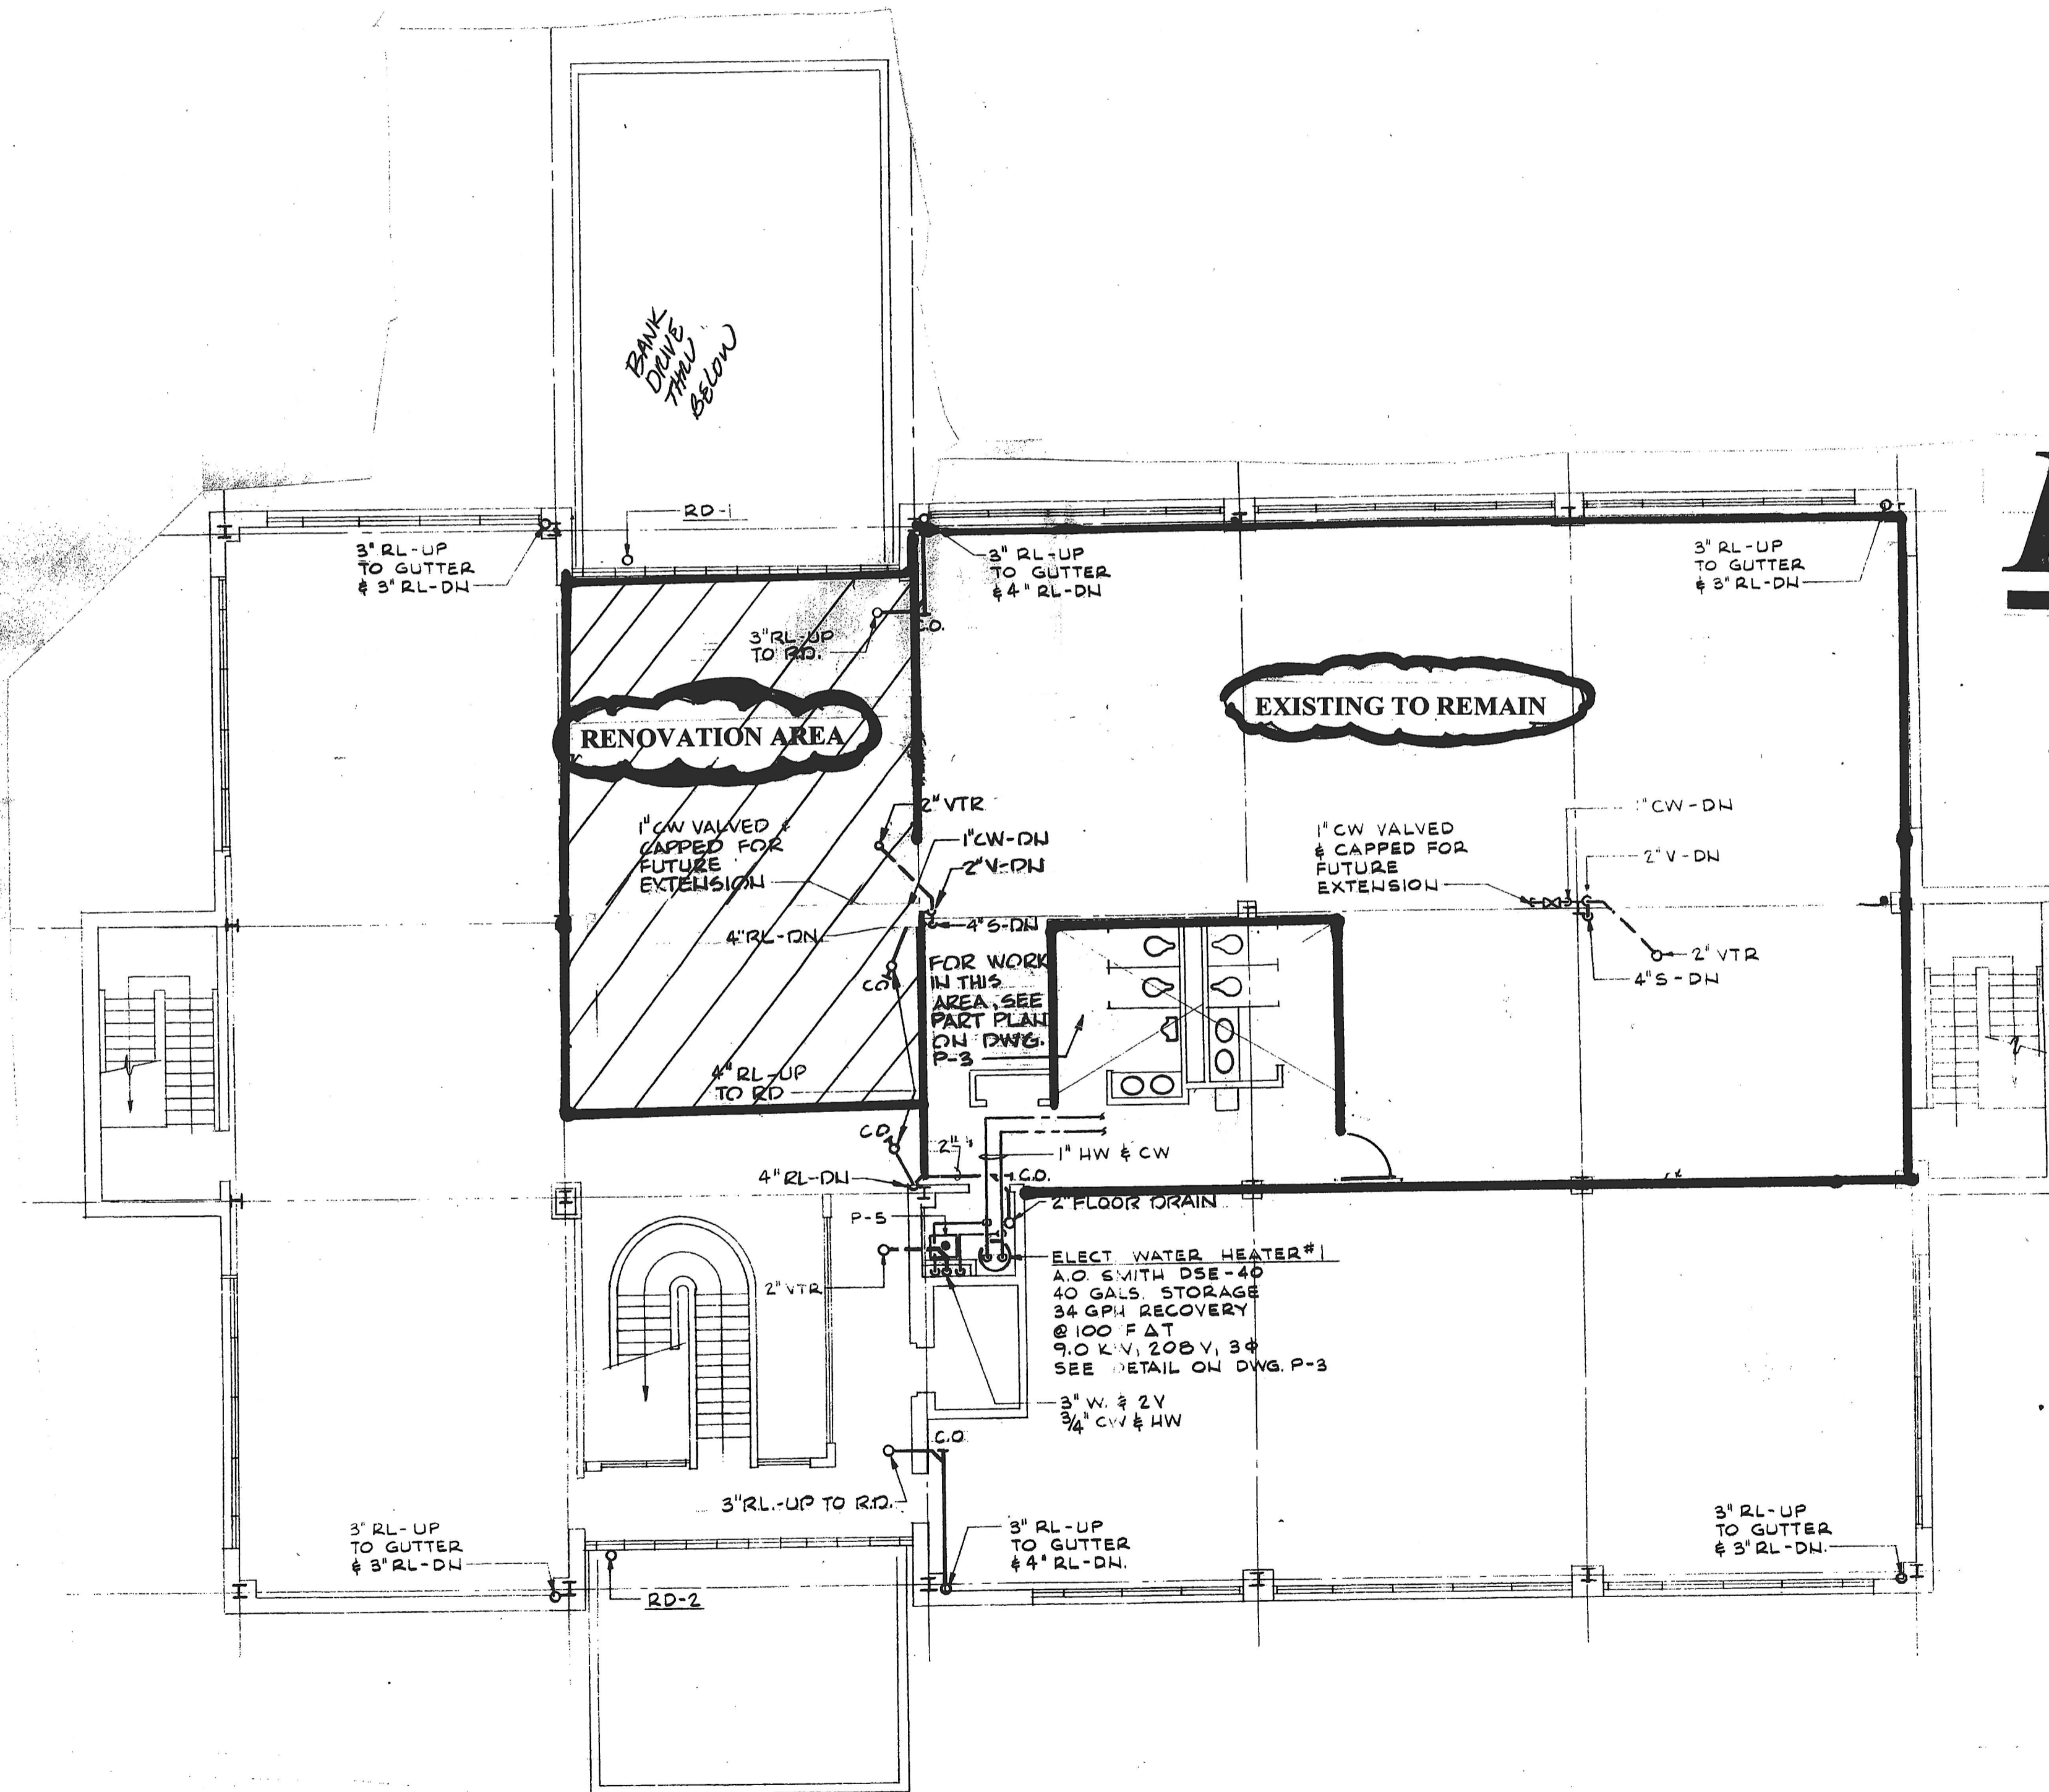 BANK
DRIVE
THRU
BELOW
RD-1
3" RL-UP
TO GUTTER
& 3" RL-DN
3" RL-UP
TO GUTTER
& 4" RL-DN
3" RL-UP
TO GUTTER
& 3" RL-DN
C.O.
3" RL-UP
TO R.D.
RENOVATION AREA
EXISTING TO REMAIN
2" VTR
1" CW VALVED &
CAPPED FOR
FUTURE
EXTENSION
1" CW-DN
2" V-DN
4" S-DN
4" RL-DN.
1" CW VALVED
& CAPPED FOR
FUTURE
EXTENSION
1" CW-DN
2" V-DN
2" VTR
4" S-DN
CO
FOR WORK
IN THIS
AREA, SEE
PART PLAN
ON DWG.
P-3
4" RL-UP
TO RD
C.O.
2"
1" HW & CW
4" RL-DN
C.O.
2" FLOOR DRAIN
P-5
2" VTR
ELECT. WATER HEATER #1
A.O. SMITH DSE-40
40 GALS. STORAGE
34 GPH RECOVERY
@ 100 F ΔT
9.0 KW, 208 V, 3Φ
SEE DETAIL ON DWG. P-3
3" W. & 2V
3/4" CW & HW
C.O
3" R.L.-UP TO R.D.
3" RL-UP
TO GUTTER
& 3" RL-DN
3" RL-UP
TO GUTTER
& 4" RL-DN.
3" RL-UP
TO GUTTER
& 3" RL-DN.
RD-2